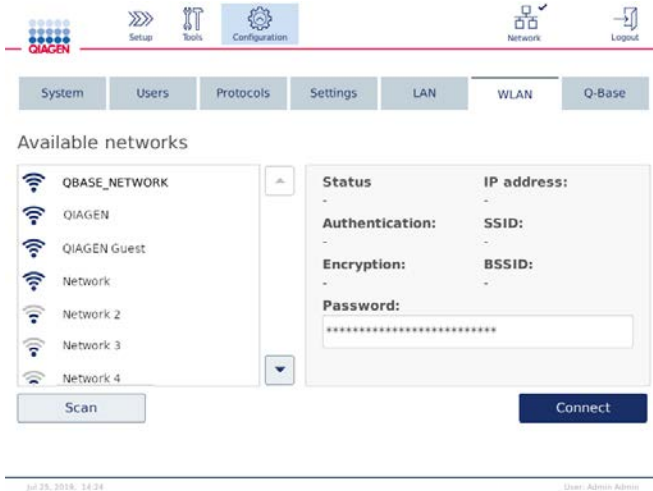 QIAGEN
Setup Tools Configuration Network Logout
System Users Protocols Settings LAN WLAN Q-Base
Available networks
QBASE_NETWORK
QIAGEN
QIAGEN Guest
Network
Network 2
Network 3
Network 4
Status IP address:
- -
Authentication: SSID:
- -
Encryption: BSSID:
- -
Password:
**************************
Scan Connect
Jul 25, 2018, 14:24 User: Admin Admin